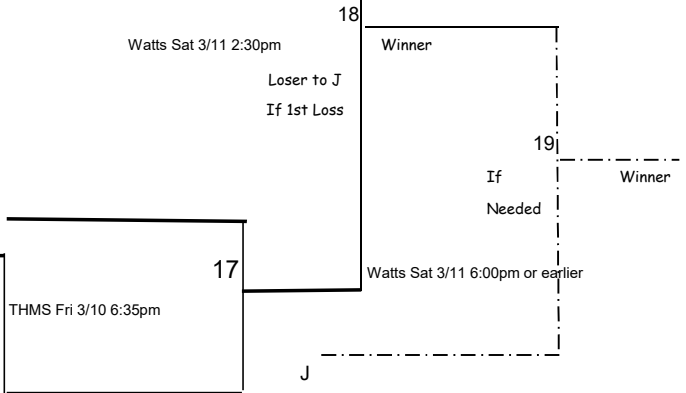 18
Watts Sat 3/11 2:30pm
Winner
Loser to J
If 1st Loss
19
If
Needed
Winner
17
Watts Sat 3/11 6:00pm or earlier
THMS Fri 3/10 6:35pm
J